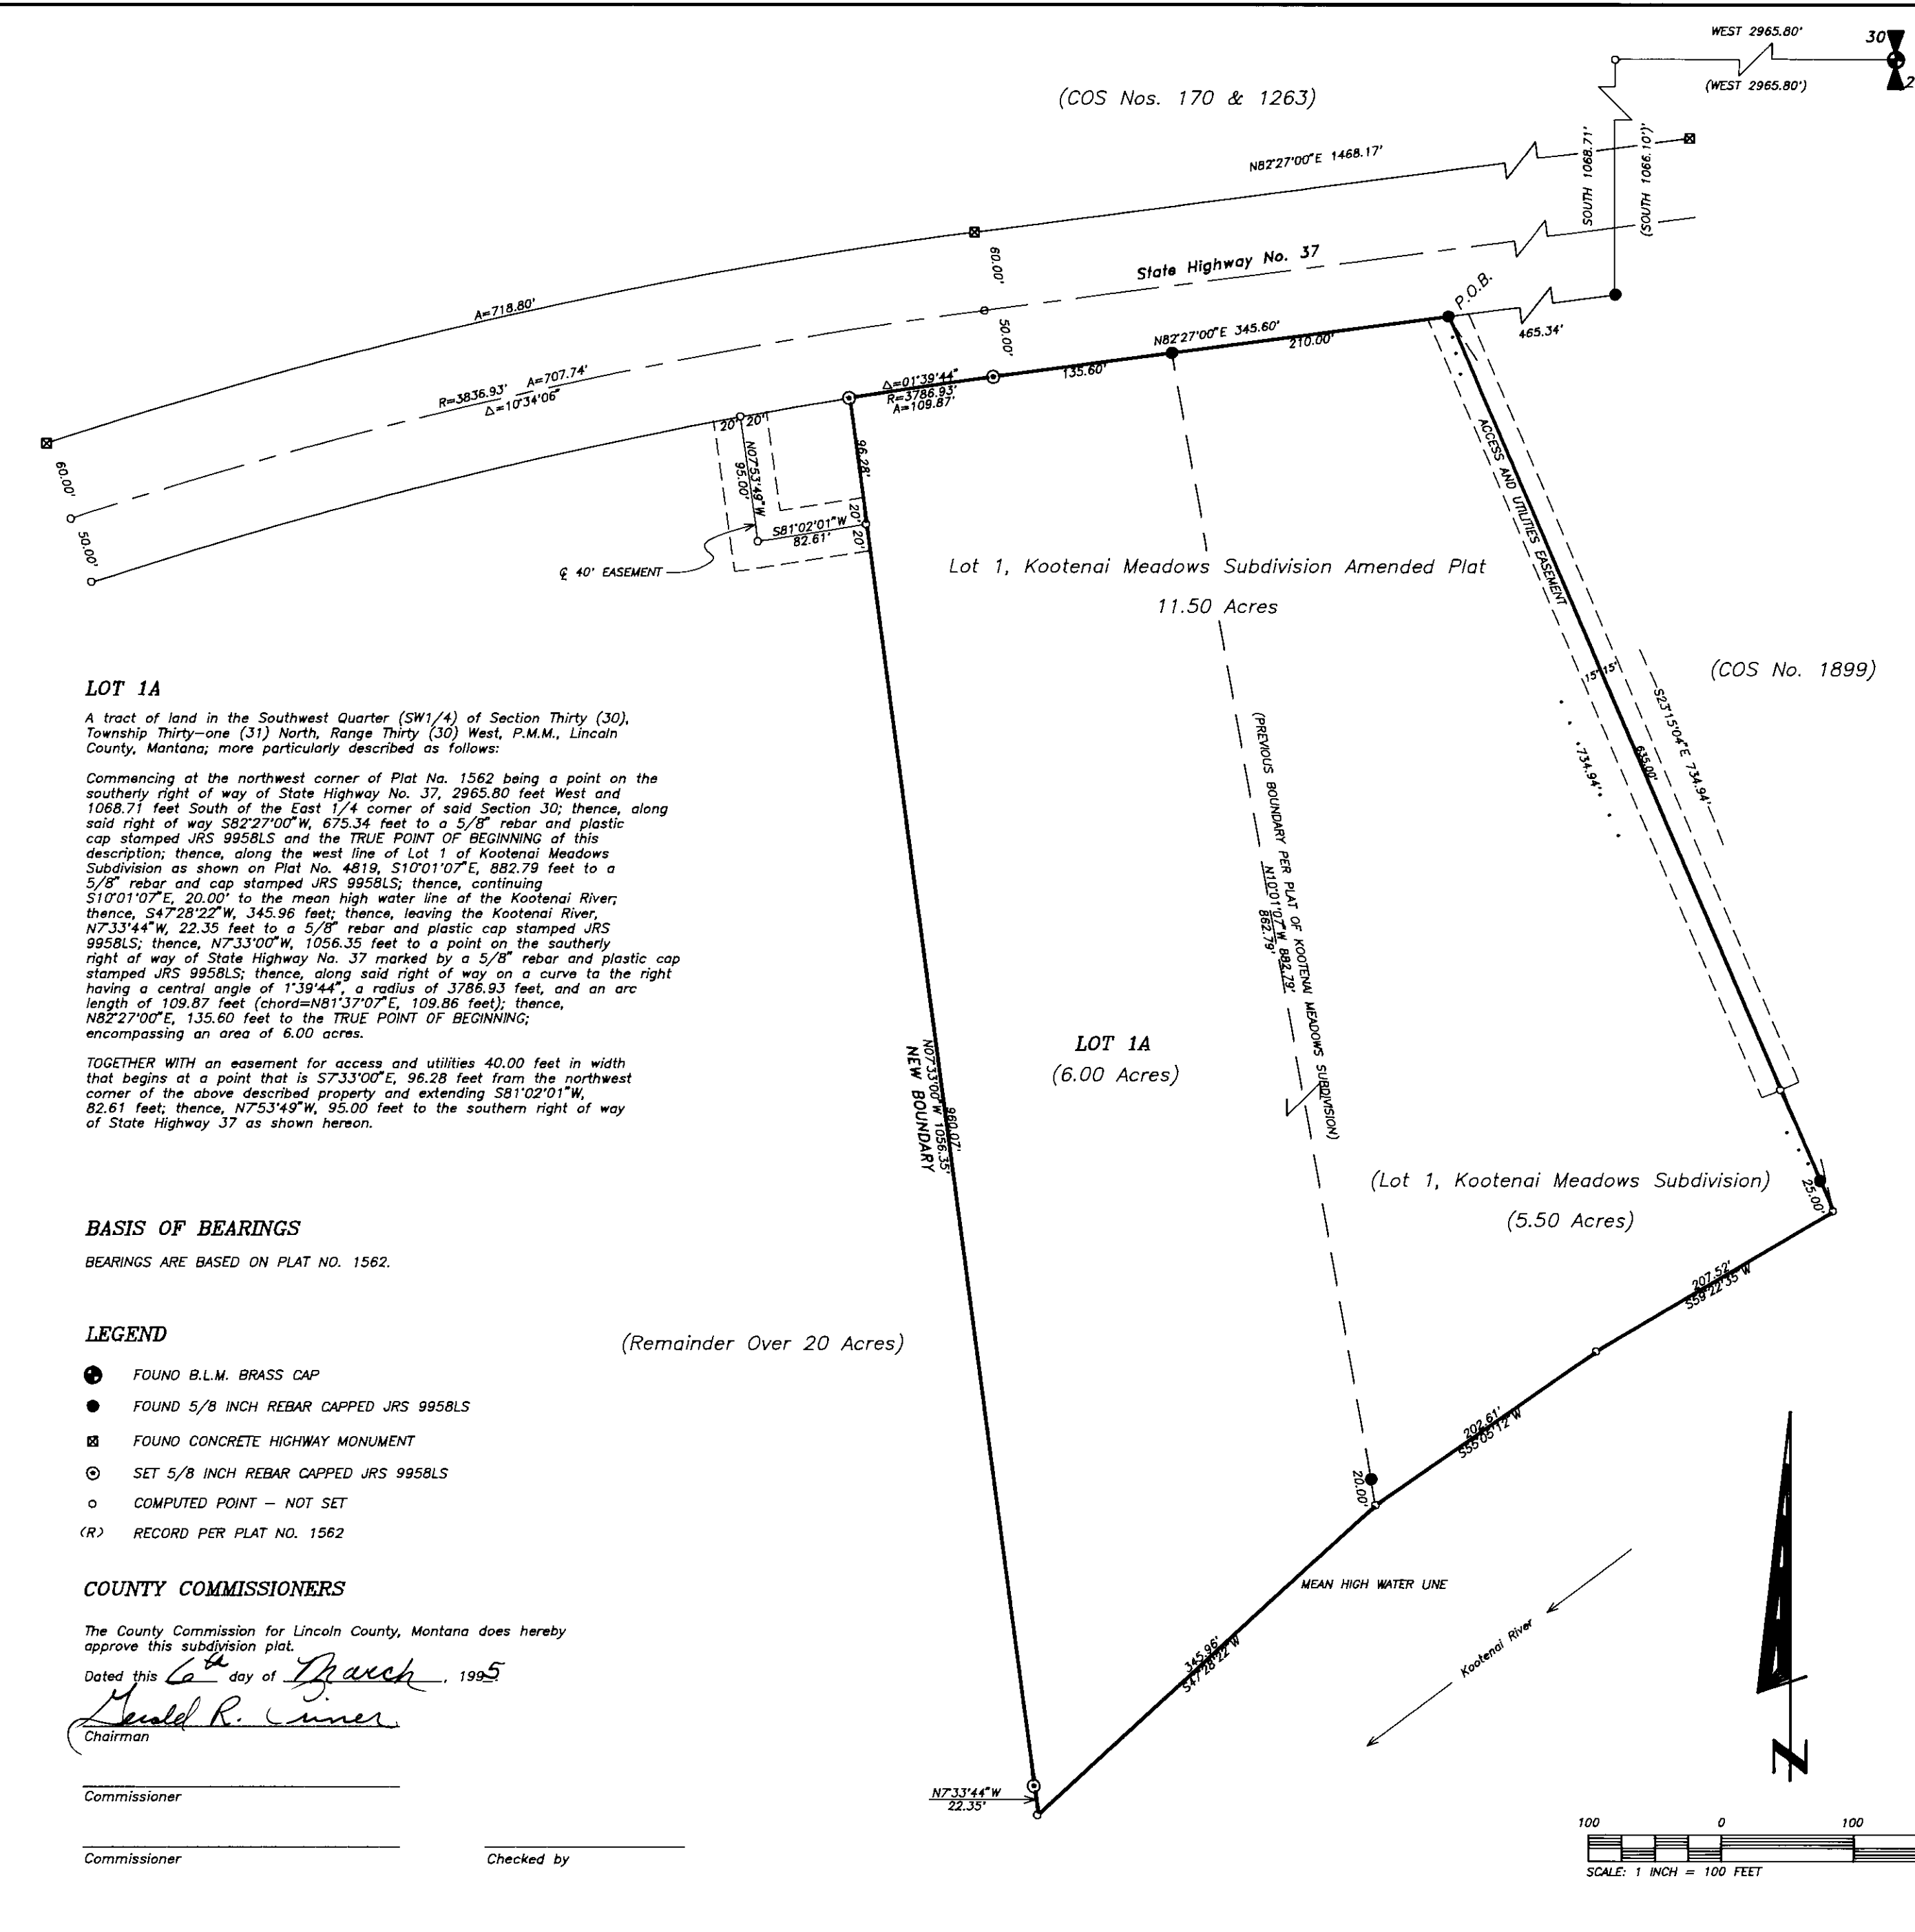 WEST 2965.80'
30
(WEST 2965.80')
2
(COS Nos. 170 & 1263)
N82°27'00"E 1468.17'
SOUTH 1068.71'
(SOUTH 1066.10')'
60.00'
State Highway No. 37
P.O.B.
A=718.80'
50.00'
N82°27'00"E 345.60'
210.00'
465.34'
135.60'
A=707.74'
R=3836.93'
Δ=10°34'06"
Δ=01°39'44"
R=3786.93'
A=109.87'
20' 20'
96.28'
N07°53'49"W
95.00'
60.00'
50.00'
20' 20'
S81°02'01"W
82.61'
℄ 40' EASEMENT
ACCESS AND UTILITIES EASEMENT
Lot 1, Kootenai Meadows Subdivision Amended Plat
11.50 Acres
(COS No. 1899)
15' 15'
S23°15'04"E 734.94'
635.00'
734.94'
LOT 1A
A tract of land in the Southwest Quarter (SW1/4) of Section Thirty (30),
Township Thirty-one (31) North, Range Thirty (30) West, P.M.M., Lincoln
County, Montana; more particularly described as follows:
Commencing at the northwest corner of Plat No. 1562 being a point on the
southerly right of way of State Highway No. 37, 2965.80 feet West and
1068.71 feet South of the East 1/4 corner of said Section 30; thence, along
said right of way S82°27'00"W, 675.34 feet to a 5/8" rebar and plastic
cap stamped JRS 9958LS and the TRUE POINT OF BEGINNING of this
description; thence, along the west line of Lot 1 of Kootenai Meadows
Subdivision as shown on Plat No. 4819, S10°01'07"E, 882.79 feet to a
5/8" rebar and cap stamped JRS 9958LS; thence, continuing
S10°01'07"E, 20.00' to the mean high water line of the Kootenai River;
thence, S47°28'22"W, 345.96 feet; thence, leaving the Kootenai River,
N7°33'44"W, 22.35 feet to a 5/8" rebar and plastic cap stamped JRS
9958LS; thence, N7°33'00"W, 1056.35 feet to a point on the southerly
right of way of State Highway No. 37 marked by a 5/8" rebar and plastic cap
stamped JRS 9958LS; thence, along said right of way on a curve to the right
having a central angle of 1°39'44", a radius of 3786.93 feet, and an arc
length of 109.87 feet (chord=N81°37'07"E, 109.86 feet); thence,
N82°27'00"E, 135.60 feet to the TRUE POINT OF BEGINNING;
encompassing an area of 6.00 acres.
TOGETHER WITH an easement for access and utilities 40.00 feet in width
that begins at a point that is S7°33'00"E, 96.28 feet from the northwest
corner of the above described property and extending S81°02'01"W,
82.61 feet; thence, N7°53'49"W, 95.00 feet to the southern right of way
of State Highway 37 as shown hereon.
(PREVIOUS BOUNDARY PER PLAT OF KOOTENAI MEADOWS SUBDIVISION)
N10°01'07"W 882.79'
862.79'
LOT 1A
(6.00 Acres)
960.07'
N07°33'00"W 1056.35'
NEW BOUNDARY
(Lot 1, Kootenai Meadows Subdivision)
(5.50 Acres)
25.00'
207.52'
S59°22'35"W
BASIS OF BEARINGS
BEARINGS ARE BASED ON PLAT NO. 1562.
LEGEND
(Remainder Over 20 Acres)
FOUND B.L.M. BRASS CAP
FOUND 5/8 INCH REBAR CAPPED JRS 9958LS
FOUND CONCRETE HIGHWAY MONUMENT
SET 5/8 INCH REBAR CAPPED JRS 9958LS
COMPUTED POINT – NOT SET
(R) RECORD PER PLAT NO. 1562
202.61'
S55°05'12"W
20.00'
MEAN HIGH WATER LINE
Kootenai River
345.96'
S47°28'22"W
COUNTY COMMISSIONERS
The County Commission for Lincoln County, Montana does hereby
approve this subdivision plat.
Dated this 6th day of March, 1995
Gerald R. Criner
Chairman
Commissioner
Commissioner
Checked by
N7°33'44"W
22.35'
N
100 0 100
SCALE: 1 INCH = 100 FEET